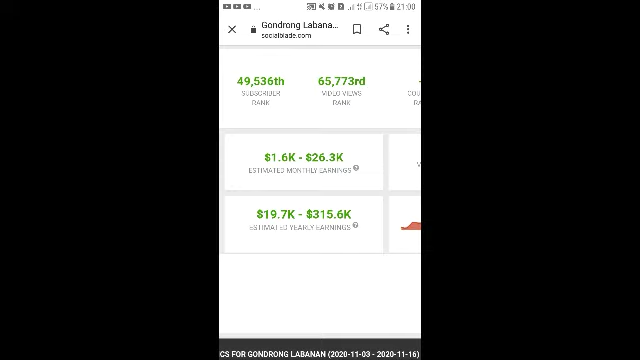 57% 21:00
Gondrong Labana...
socialblade.com
49,536th
65,773rd
SUBSCRIBER
RANK
VIDEO VIEWS
RANK
COU
RA
$1.6K - $26.3K
ESTIMATED MONTHLY EARNINGS
$19.7K - $315.6K
ESTIMATED YEARLY EARNINGS
CS FOR GONDRONG LABANAN (2020-11-03 - 2020-11-16)